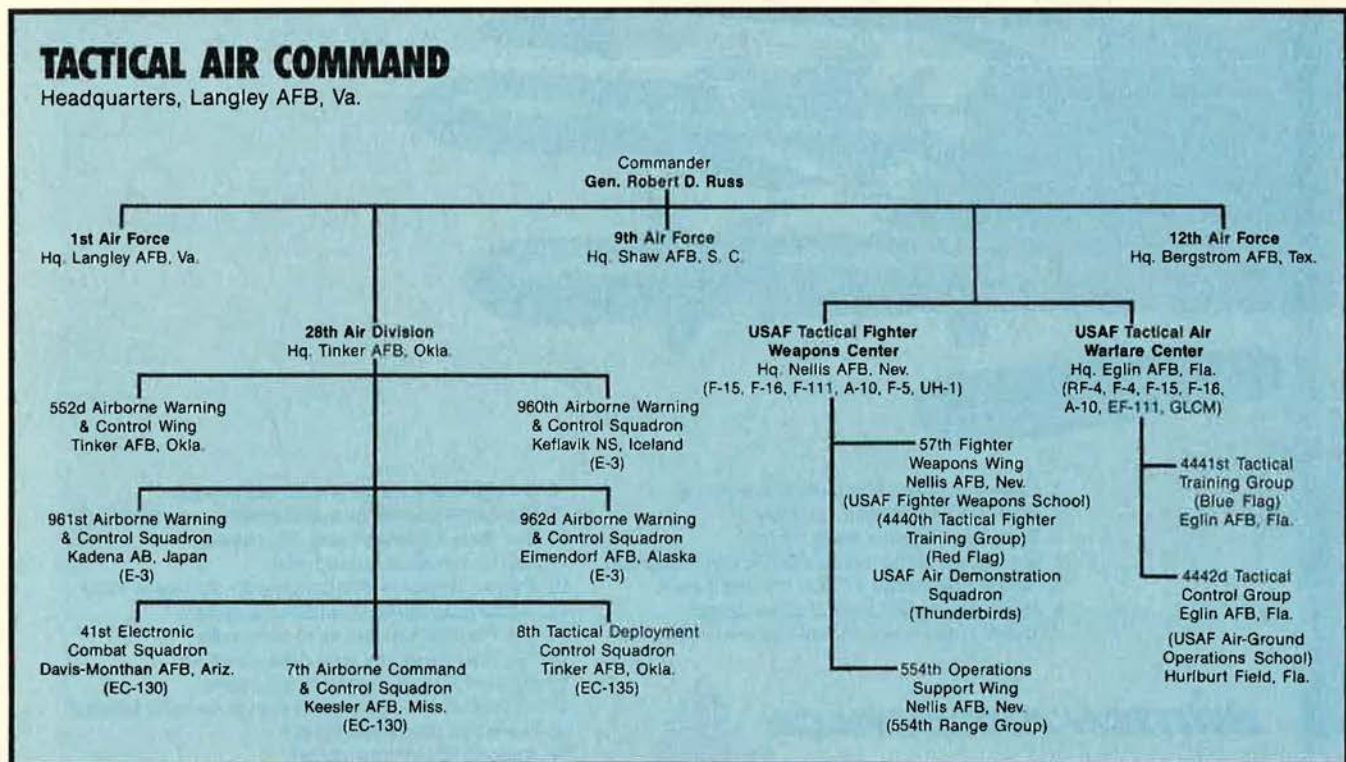 TACTICAL AIR COMMAND
Headquarters, Langley AFB, Va.
Commander
Gen. Robert D. Russ
1st Air Force
Hq. Langley AFB, Va.
9th Air Force
Hq. Shaw AFB, S. C.
12th Air Force
Hq. Bergstrom AFB, Tex.
28th Air Division
Hq. Tinker AFB, Okla.
552d Airborne Warning
& Control Wing
Tinker AFB, Okla.
960th Airborne Warning
& Control Squadron
Keflavik NS, Iceland
(E-3)
961st Airborne Warning
& Control Squadron
Kadena AB, Japan
(E-3)
962d Airborne Warning
& Control Squadron
Elmendorf AFB, Alaska
(E-3)
41st Electronic
Combat Squadron
Davis-Monthan AFB, Ariz.
(EC-130)
7th Airborne Command
& Control Squadron
Keesler AFB, Miss.
(EC-130)
8th Tactical Deployment
Control Squadron
Tinker AFB, Okla.
(EC-135)
USAF Tactical Fighter
Weapons Center
Hq. Nellis AFB, Nev.
(F-15, F-16, F-111, A-10, F-5, UH-1)
57th Fighter
Weapons Wing
Nellis AFB, Nev.
(USAF Fighter Weapons School)
(4440th Tactical Fighter
Training Group)
(Red Flag)
USAF Air Demonstration
Squadron
(Thunderbirds)
554th Operations
Support Wing
Nellis AFB, Nev.
(554th Range Group)
USAF Tactical Air
Warfare Center
Hq. Eglin AFB, Fla.
(RF-4, F-4, F-15, F-16,
A-10, EF-111, GLCM)
4441st Tactical
Training Group
(Blue Flag)
Eglin AFB, Fla.
4442d Tactical
Control Group
Eglin AFB, Fla.
(USAF Air-Ground
Operations School)
Hurlburt Field, Fla.